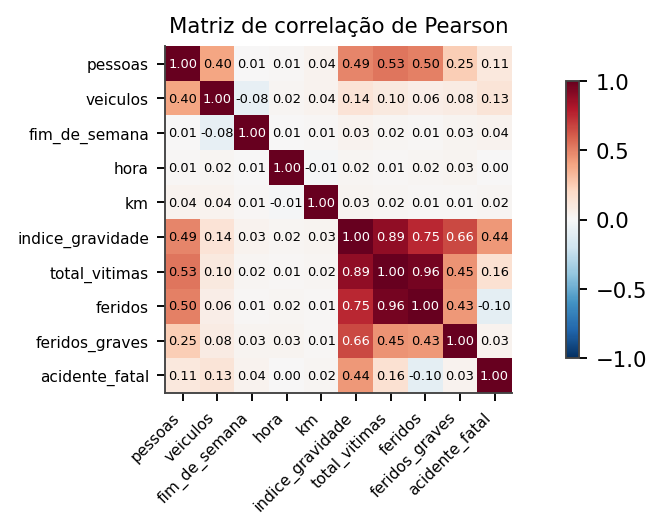 Matriz de correlação de Pearson
pessoas 1.00 0.40 0.01 0.01 0.04 0.49 0.53 0.50 0.25 0.11
veiculos 0.40 1.00 -0.08 0.02 0.04 0.14 0.10 0.06 0.08 0.13
fim_de_semana 0.01 -0.08 1.00 0.01 0.01 0.03 0.02 0.01 0.03 0.04
hora 0.01 0.02 0.01 1.00 -0.01 0.02 0.01 0.02 0.03 0.00
km 0.04 0.04 0.01 -0.01 1.00 0.03 0.02 0.01 0.01 0.02
indice_gravidade 0.49 0.14 0.03 0.02 0.03 1.00 0.89 0.75 0.66 0.44
total_vitimas 0.53 0.10 0.02 0.01 0.02 0.89 1.00 0.96 0.45 0.16
feridos 0.50 0.06 0.01 0.02 0.01 0.75 0.96 1.00 0.43 -0.10
feridos_graves 0.25 0.08 0.03 0.03 0.01 0.66 0.45 0.43 1.00 0.03
acidente_fatal 0.11 0.13 0.04 0.00 0.02 0.44 0.16 -0.10 0.03 1.00
pessoas
veiculos
fim_de_semana
hora
km
indice_gravidade
total_vitimas
feridos
feridos_graves
acidente_fatal
1.0
0.5
0.0
−0.5
−1.0